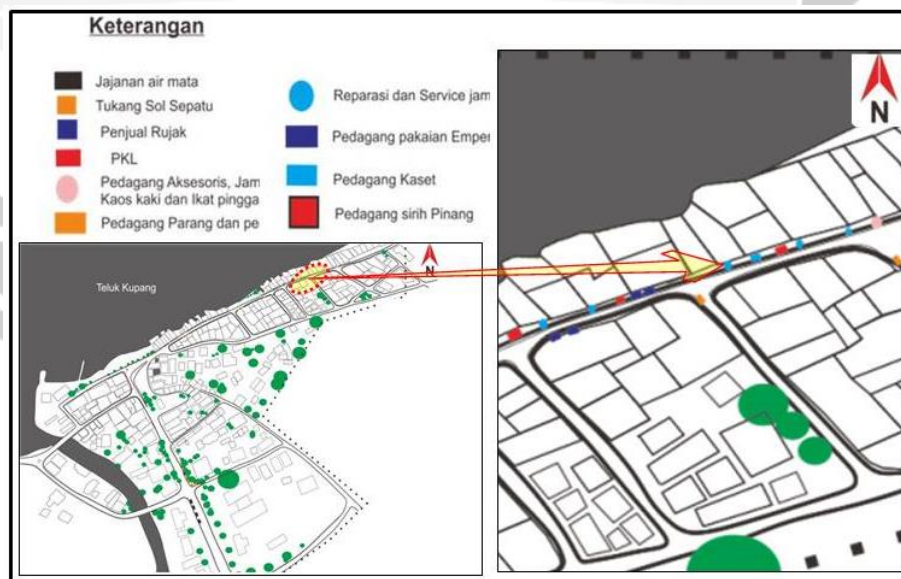 Keterangan
Jajanan air mata
Tukang Sol Sepatu
Penjual Rujak
PKL
Pedagang Aksesoris, Jam
Kaos kaki dan Ikat pingga
Pedagang Parang dan pe
Reparasi dan Service jam
Pedagang pakaian Emper
Pedagang Kaset
Pedagang sirih Pinang
N
Teluk Kupang
N